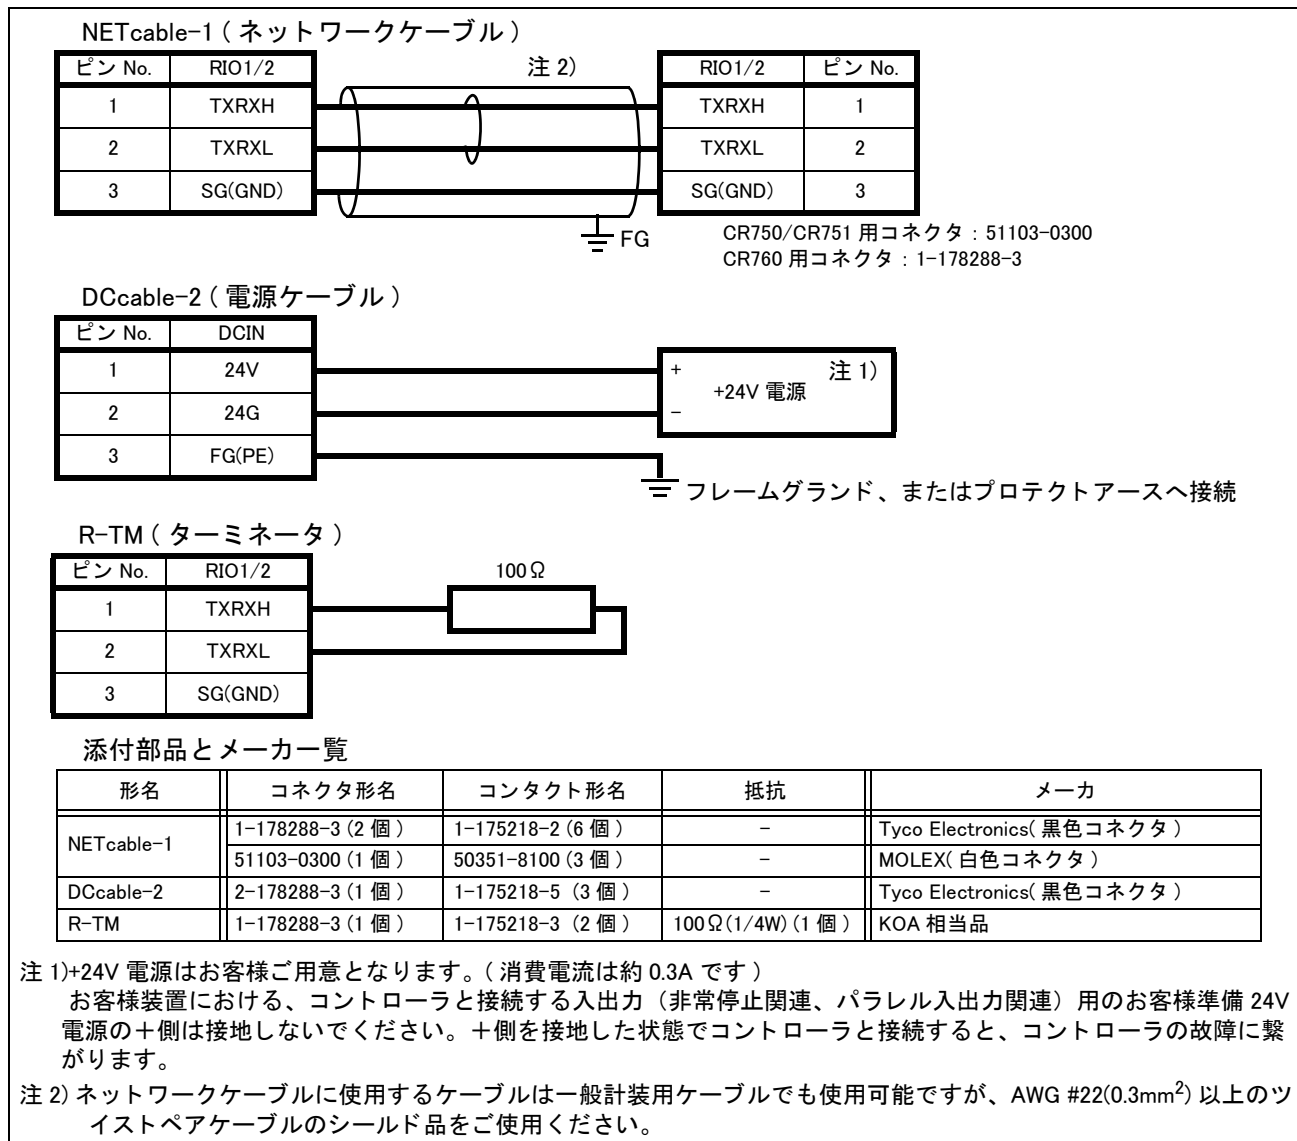 NETcable-1 ( ネットワークケーブル )
ピン No. RIO1/2 注 2) RIO1/2 ピン No.
1 TXRXH TXRXH 1
2 TXRXL TXRXL 2
3 SG(GND) SG(GND) 3
FG
CR750/CR751 用コネクタ : 51103-0300
CR760 用コネクタ : 1-178288-3
DCcable-2 ( 電源ケーブル )
ピン No. DCIN
1 24V + 注 1)
+24V 電源
2 24G −
3 FG(PE)
フレームグランド、またはプロテクトアースへ接続
R-TM ( ターミネータ )
ピン No. RIO1/2 100Ω
1 TXRXH
2 TXRXL
3 SG(GND)
添付部品とメーカ一覧
形名 コネクタ形名 コンタクト形名 抵抗 メーカ
NETcable-1 1-178288-3 (2 個 ) 1-175218-2 (6 個 ) − Tyco Electronics( 黒色コネクタ )
51103-0300 (1 個 ) 50351-8100 (3 個 ) − MOLEX( 白色コネクタ )
DCcable-2 2-178288-3 (1 個 ) 1-175218-5 (3 個 ) − Tyco Electronics( 黒色コネクタ )
R-TM 1-178288-3 (1 個 ) 1-175218-3 (2 個 ) 100Ω(1/4W) (1 個 ) KOA 相当品
注 1)+24V 電源はお客様ご用意となります。( 消費電流は約 0.3A です )
お客様装置における、コントローラと接続する入出力（非常停止関連、パラレル入出力関連）用のお客様準備 24V
電源の＋側は接地しないでください。＋側を接地した状態でコントローラと接続すると、コントローラの故障に繋
がります。
注 2) ネットワークケーブルに使用するケーブルは一般計装用ケーブルでも使用可能ですが、AWG #22(0.3mm²) 以上のツ
イストペアケーブルのシールド品をご使用ください。